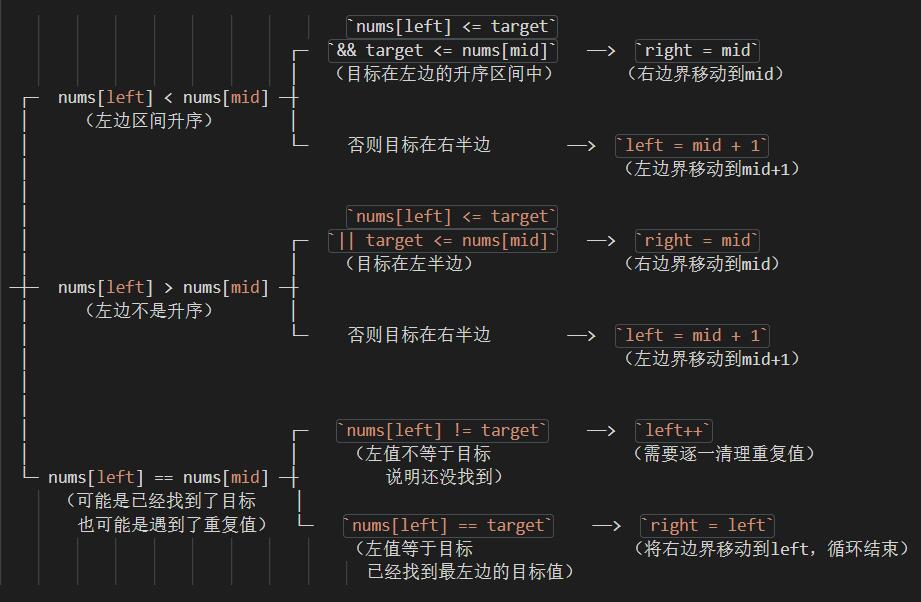 `nums[left] <= target`
`&& target <= nums[mid]` ——> `right = mid`
（目标在左边的升序区间中） （右边界移动到mid）
nums[left] < nums[mid]
（左边区间升序）
否则目标在右半边 ——> `left = mid + 1`
（左边界移动到mid+1）
`nums[left] <= target`
`|| target <= nums[mid]` ——> `right = mid`
（目标在左半边） （右边界移动到mid）
nums[left] > nums[mid]
（左边不是升序）
否则目标在右半边 ——> `left = mid + 1`
（左边界移动到mid+1）
`nums[left] != target` ——> `left++`
（左值不等于目标 （需要逐一清理重复值）
说明还没找到）
nums[left] == nums[mid]
（可能是已经找到了目标
也可能是遇到了重复值）
`nums[left] == target` ——> `right = left`
（左值等于目标 （将右边界移动到left，循环结束）
已经找到最左边的目标值）